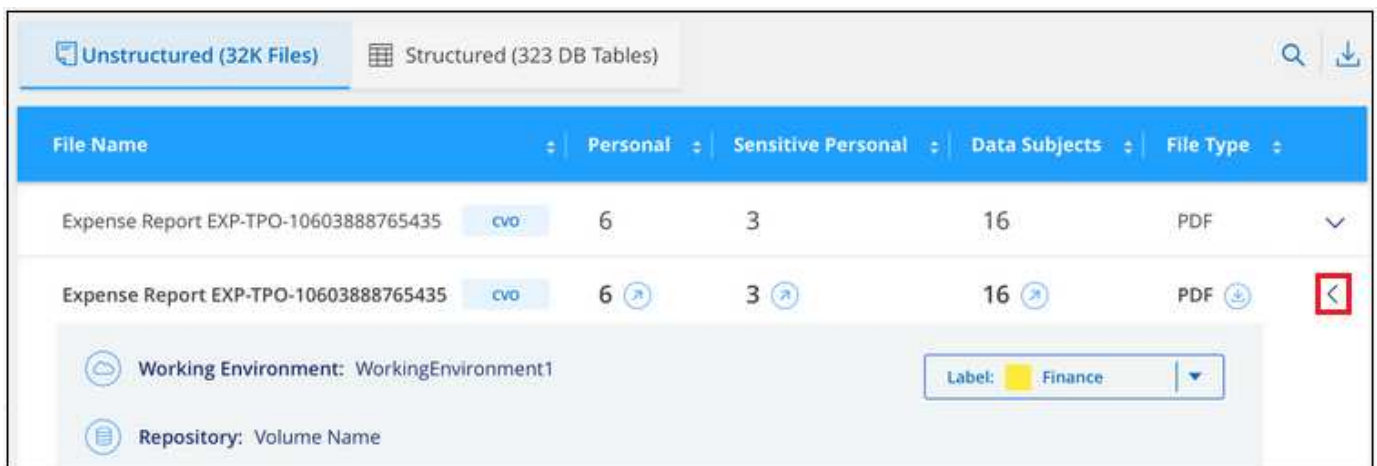 Unstructured (32K Files) Structured (323 DB Tables)
File Name Personal Sensitive Personal Data Subjects File Type
Expense Report EXP-TPO-10603888765435 CVO 6 3 16 PDF
Expense Report EXP-TPO-10603888765435 CVO 6 3 16 PDF
Working Environment: WorkingEnvironment1 Label: Finance
Repository: Volume Name